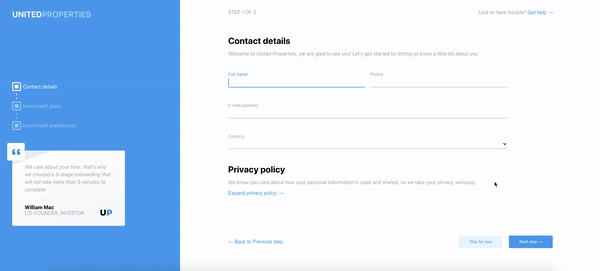 UNITEDPROPERTIES
Contact details
Investment plans
Investment preferences
“
We care about your time, that's why
we created a 3-stage onboarding that
will not take more than 5 minutes to
complete
William Mac
CO-FOUNDER, INVESTOR
UP
STEP 1 OF 3
Lost or have trouble? Get help →
Contact details
Welcome to United Properties, we are glad to see you! Let's get started by letting us know a little bit about you
Full name
Phone
E-mail address
Country
Privacy policy
We know you care about how your personal information is used and shared, so we take your privacy seriously
Expand privacy policy →
← Back to Previous step
Skip for now
Next step →